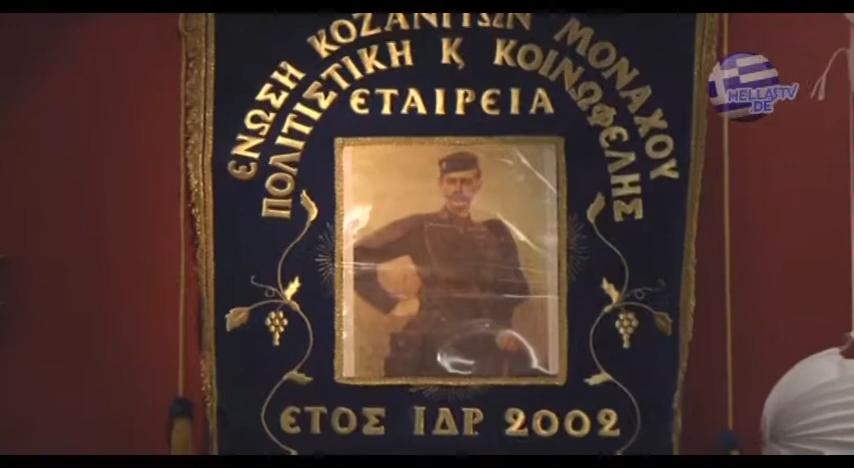 ΕΝΩΣΗ ΚΟΖΑΝΙΤΩΝ ΜΟΝΑΧΟΥ
ΠΟΛΙΤΙΣΤΙΚΗ Κ ΚΟΙΝΩΦΕΛΗΣ
ΕΤΑΙΡΕΙΑ
ΕΤΟΣ ΙΔΡ 2002
HELLASTV
.DE